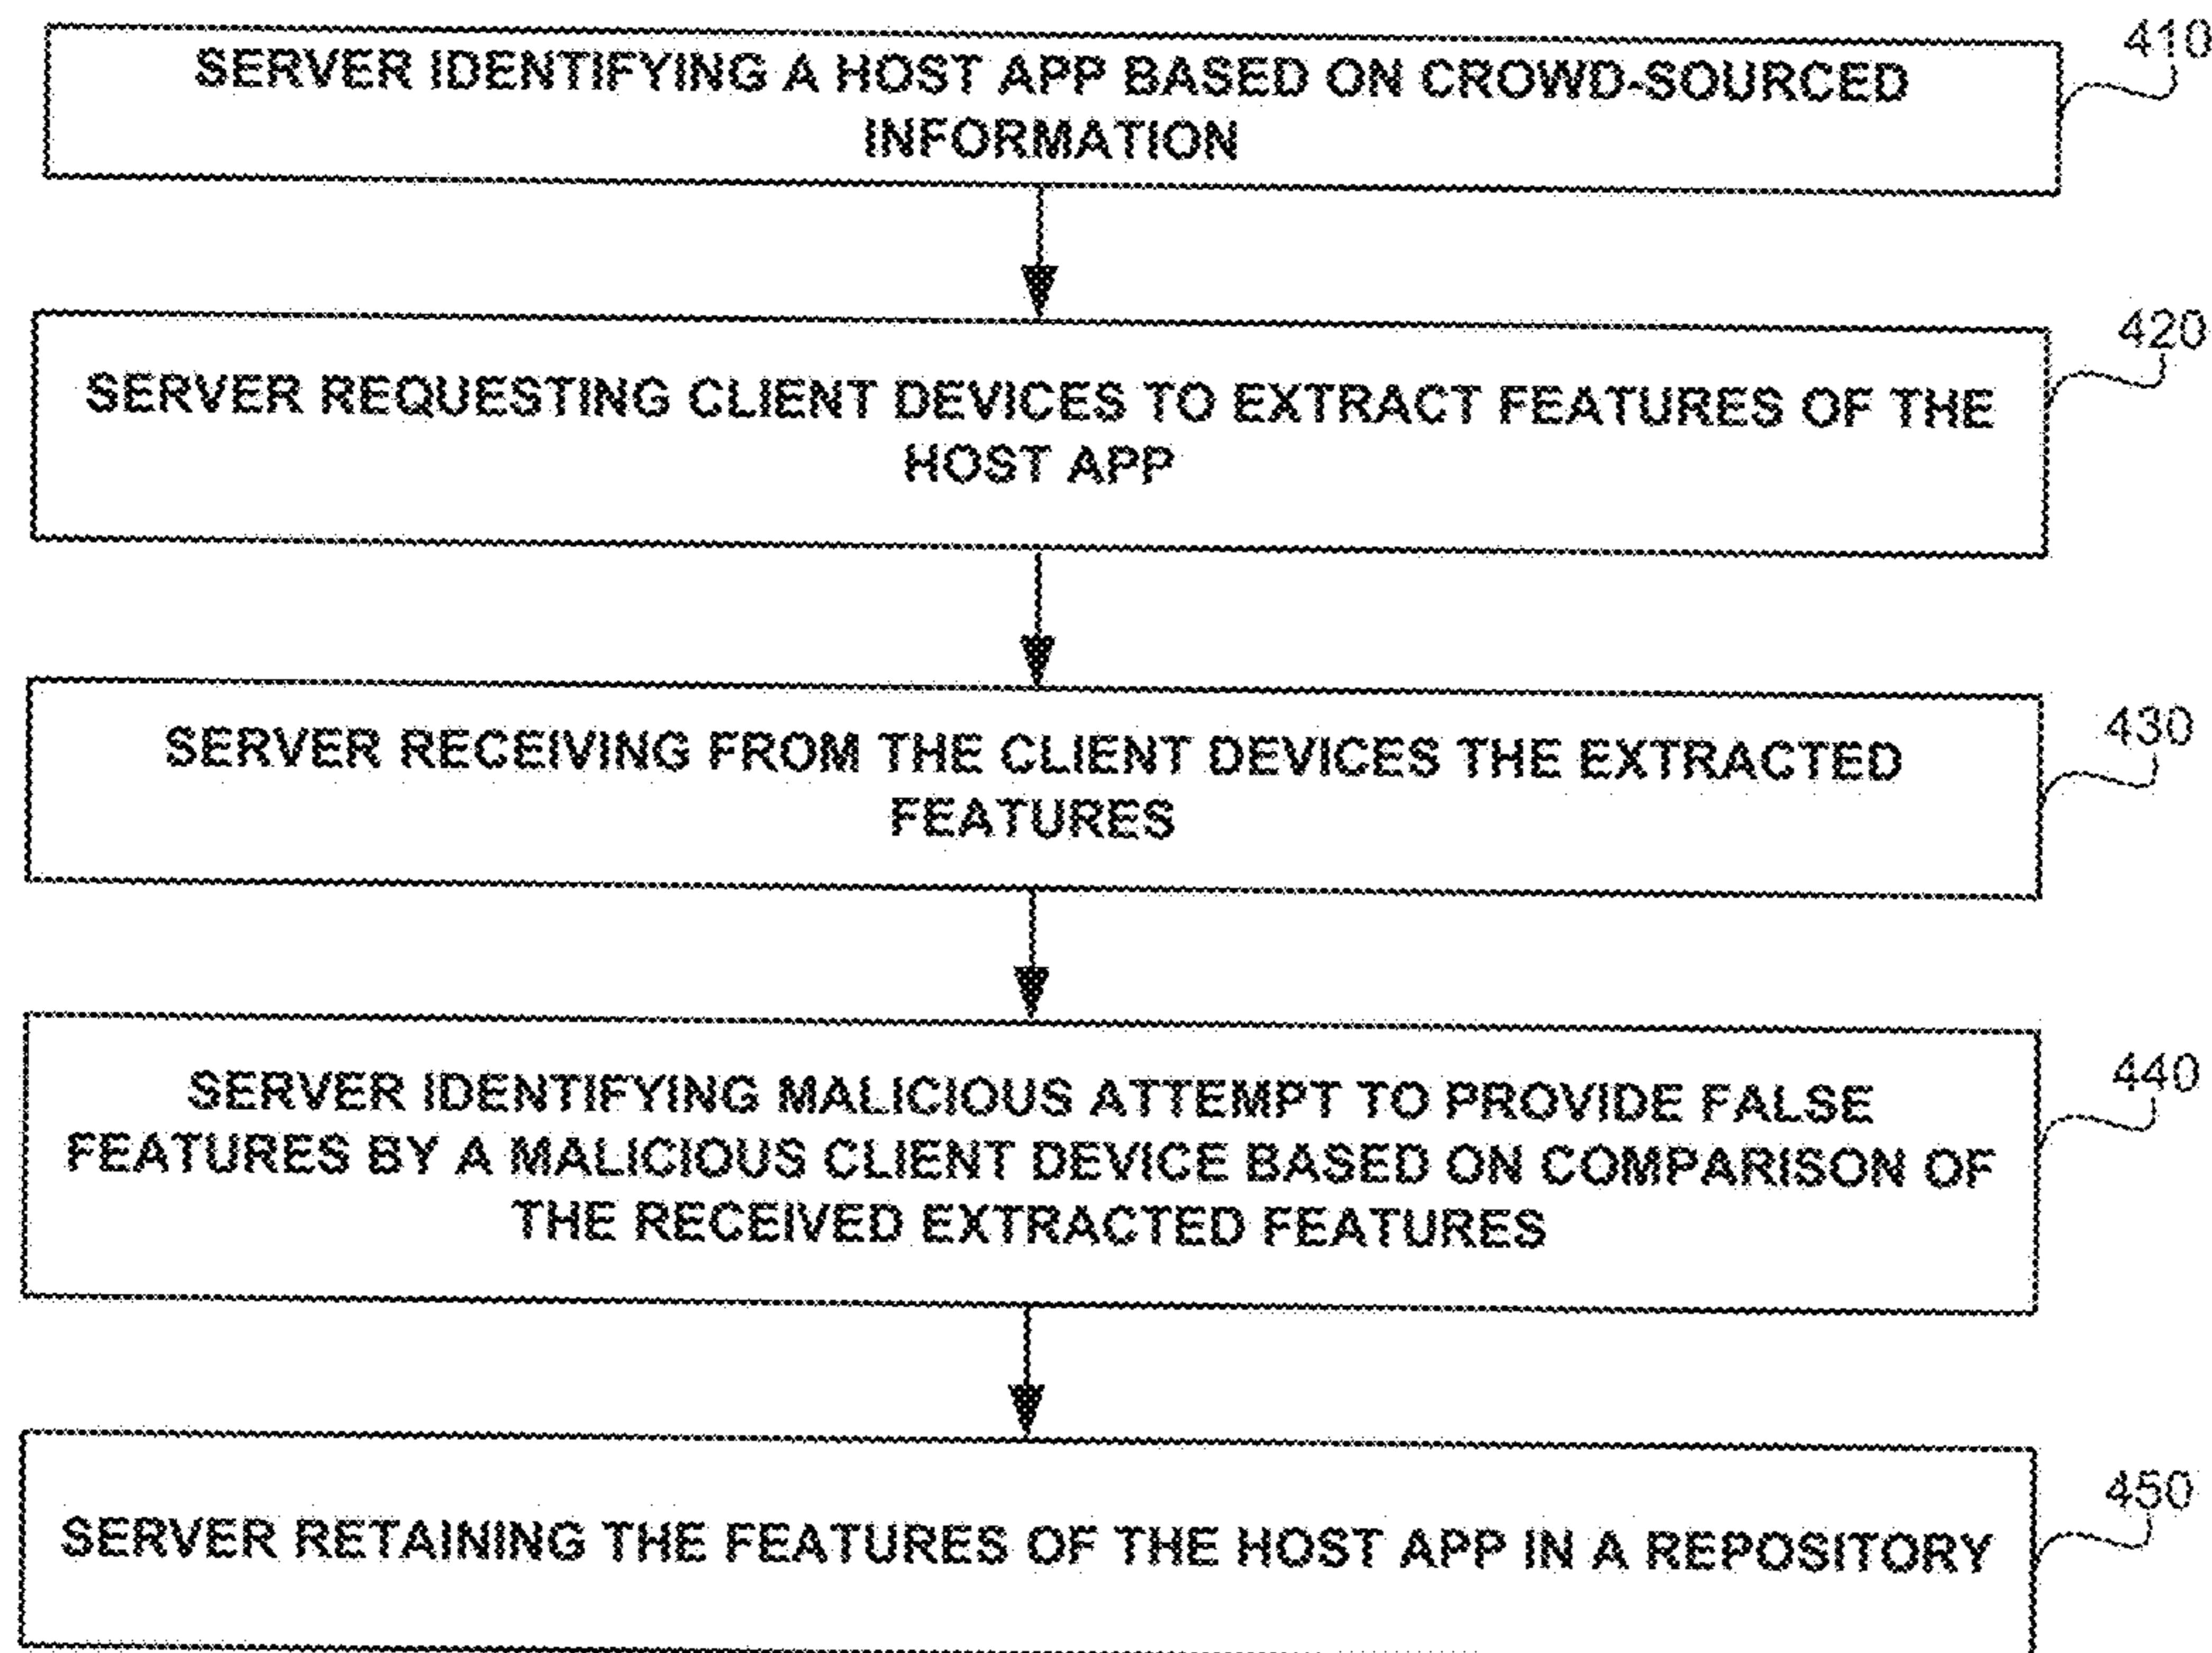 SERVER IDENTIFYING A HOST APP BASED ON CROWD-SOURCED
INFORMATION
410
SERVER REQUESTING CLIENT DEVICES TO EXTRACT FEATURES OF THE
HOST APP
420
SERVER RECEIVING FROM THE CLIENT DEVICES THE EXTRACTED
FEATURES
430
SERVER IDENTIFYING MALICIOUS ATTEMPT TO PROVIDE FALSE
FEATURES BY A MALICIOUS CLIENT DEVICE BASED ON COMPARISON OF
THE RECEIVED EXTRACTED FEATURES
440
SERVER RETAINING THE FEATURES OF THE HOST APP IN A REPOSITORY
450